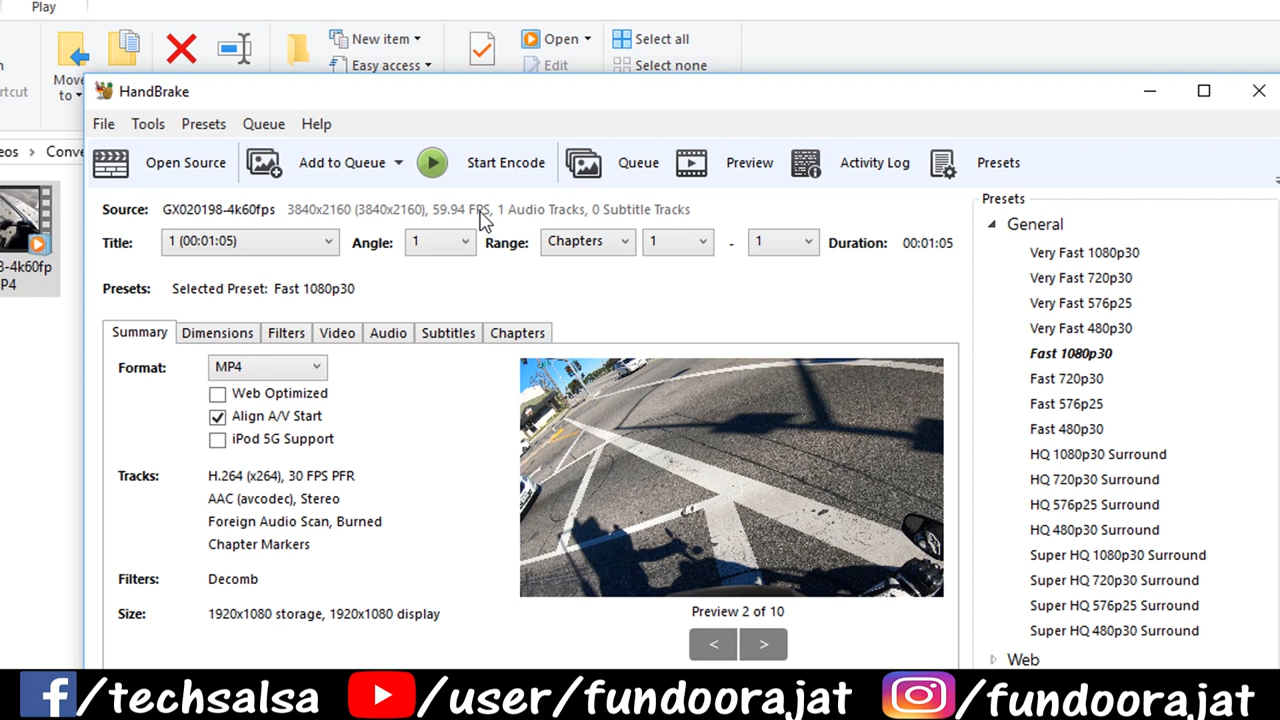 Play
New item
Open
Select all
Move
to
Easy access
Edit
Select none
rtcut
eos
Conve
HandBrake
File Tools Presets Queue Help
Open Source Add to Queue Start Encode Queue Preview Activity Log Presets
Source: GX020198-4k60fps 3840x2160 (3840x2160), 59.94 FPS, 1 Audio Tracks, 0 Subtitle Tracks
Title: 1 (00:01:05) Angle: 1 Range: Chapters 1 - 1 Duration: 00:01:05
8-4k60fp
P4
Presets: Selected Preset: Fast 1080p30
Summary Dimensions Filters Video Audio Subtitles Chapters
Format: MP4
Web Optimized
Align A/V Start
iPod 5G Support
Tracks: H.264 (x264), 30 FPS PFR
AAC (avcodec), Stereo
Foreign Audio Scan, Burned
Chapter Markers
Filters: Decomb
Size: 1920x1080 storage, 1920x1080 display
Preview 2 of 10
< >
Presets
General
Very Fast 1080p30
Very Fast 720p30
Very Fast 576p25
Very Fast 480p30
Fast 1080p30
Fast 720p30
Fast 576p25
Fast 480p30
HQ 1080p30 Surround
HQ 720p30 Surround
HQ 576p25 Surround
HQ 480p30 Surround
Super HQ 1080p30 Surround
Super HQ 720p30 Surround
Super HQ 576p25 Surround
Super HQ 480p30 Surround
Web
f/techsalsa /user/fundoorajat /fundoorajat